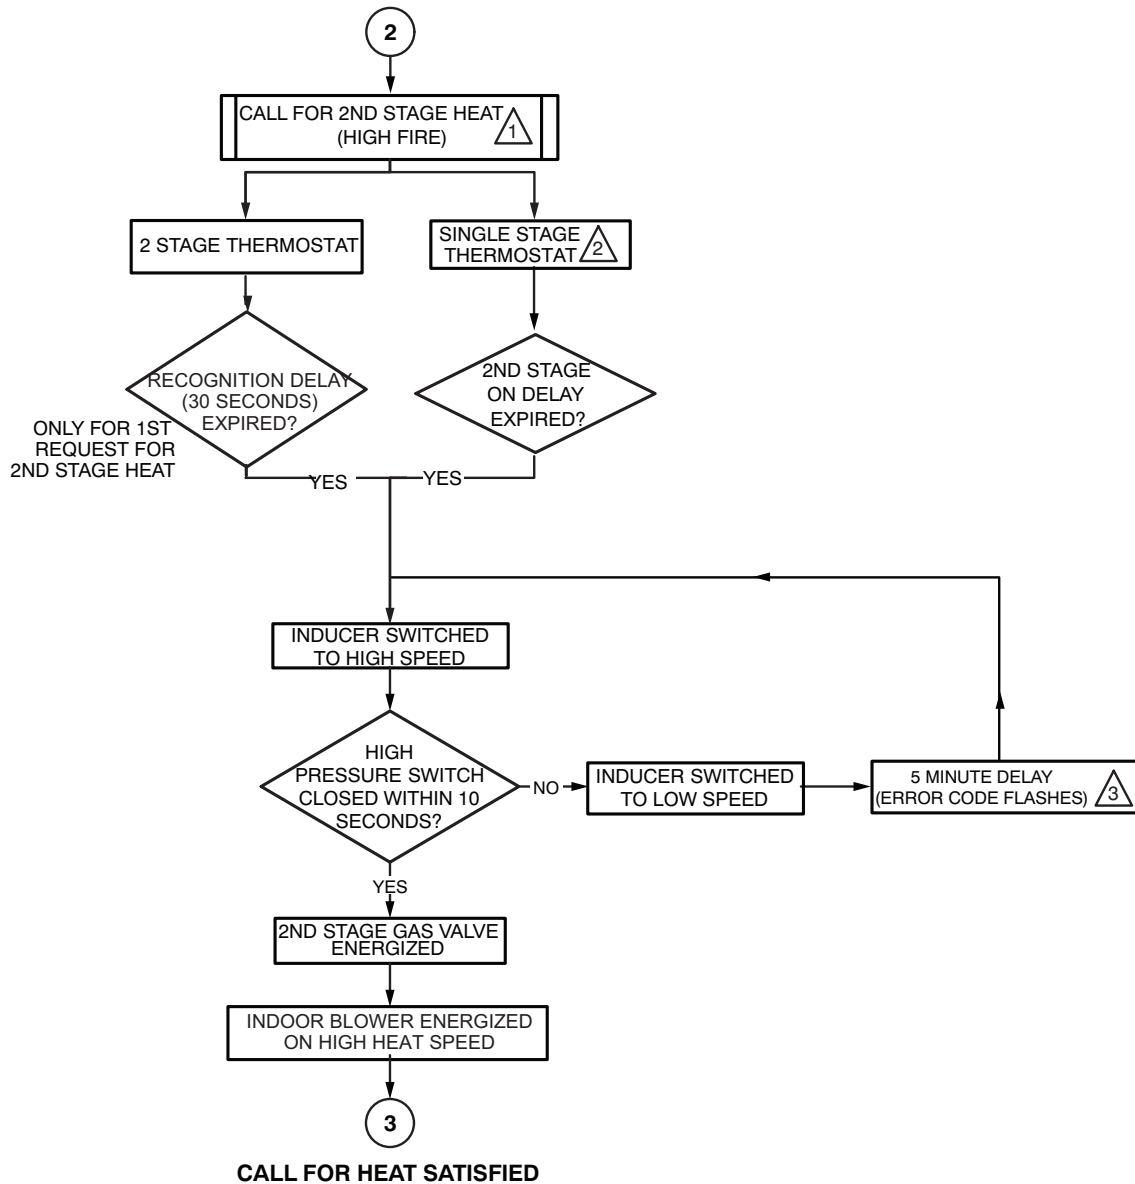 2
CALL FOR 2ND STAGE HEAT
(HIGH FIRE)
1
2 STAGE THERMOSTAT
SINGLE STAGE
THERMOSTAT
2
RECOGNITION DELAY
(30 SECONDS)
EXPIRED?
ONLY FOR 1ST
REQUEST FOR
2ND STAGE HEAT
2ND STAGE
ON DELAY
EXPIRED?
YES
YES
INDUCER SWITCHED
TO HIGH SPEED
HIGH
PRESSURE SWITCH
CLOSED WITHIN 10
SECONDS?
NO
INDUCER SWITCHED
TO LOW SPEED
5 MINUTE DELAY
(ERROR CODE FLASHES)
3
YES
2ND STAGE GAS VALVE
ENERGIZED
INDOOR BLOWER ENERGIZED
ON HIGH HEAT SPEED
3
CALL FOR HEAT SATISFIED